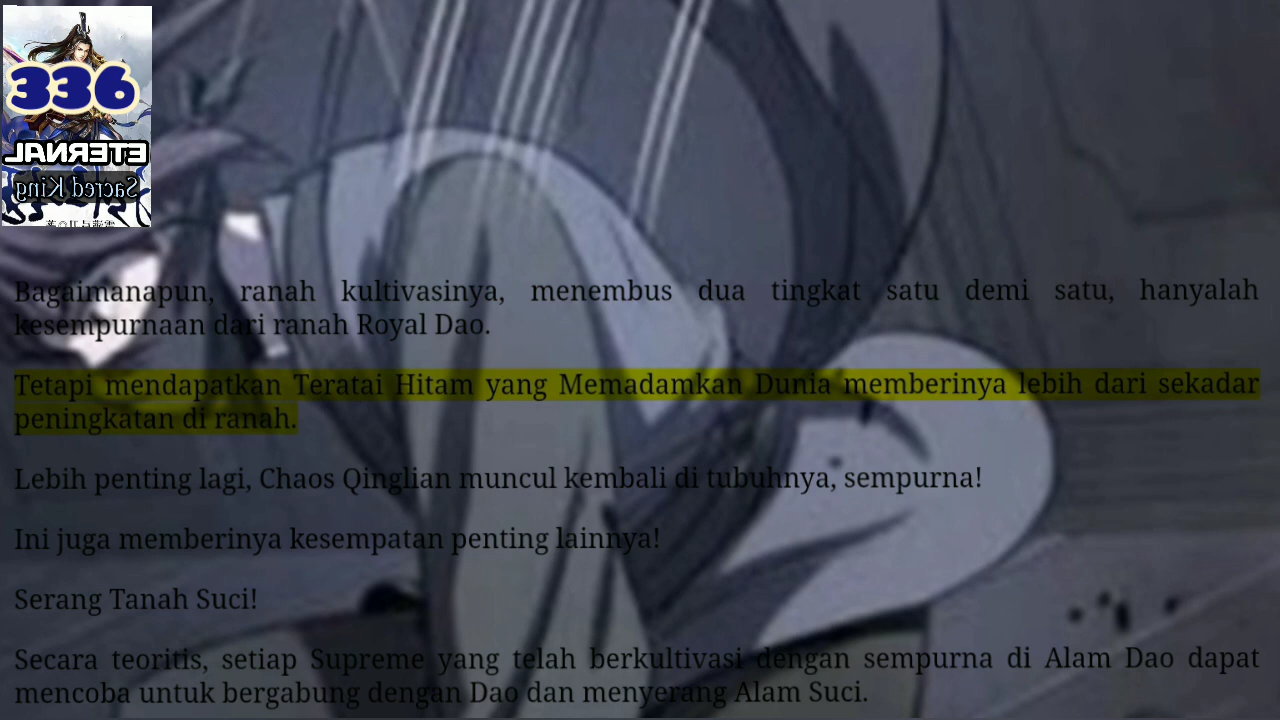 336
ETERNAL
Sacred King
Bagaimanapun, ranah kultivasinya, menembus dua tingkat satu demi satu, hanyalah
kesempurnaan dari ranah Royal Dao.
Tetapi mendapatkan Teratai Hitam yang Memadamkan Dunia memberinya lebih dari sekadar
peningkatan di ranah.
Lebih penting lagi, Chaos Qinglian muncul kembali di tubuhnya, sempurna!
Ini juga memberinya kesempatan penting lainnya!
Serang Tanah Suci!
Secara teoritis, setiap Supreme yang telah berkultivasi dengan sempurna di Alam Dao dapat
mencoba untuk bergabung dengan Dao dan menyerang Alam Suci.